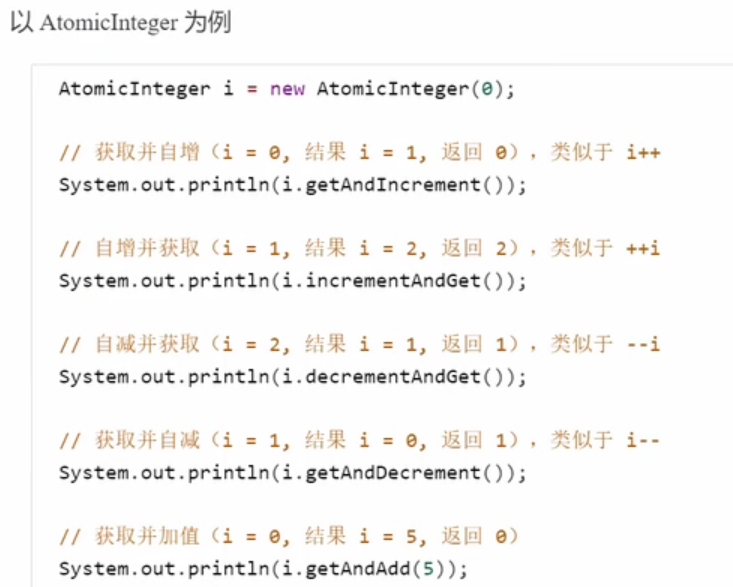 以 AtomicInteger 为例
AtomicInteger i = new AtomicInteger(0);
// 获取并自增（i = 0, 结果 i = 1, 返回 0），类似于 i++
System.out.println(i.getAndIncrement());
// 自增并获取（i = 1, 结果 i = 2, 返回 2），类似于 ++i
System.out.println(i.incrementAndGet());
// 自减并获取（i = 2, 结果 i = 1, 返回 1），类似于 --i
System.out.println(i.decrementAndGet());
// 获取并自减（i = 1, 结果 i = 0, 返回 1），类似于 i--
System.out.println(i.getAndDecrement());
// 获取并加值（i = 0, 结果 i = 5, 返回 0）
System.out.println(i.getAndAdd(5));